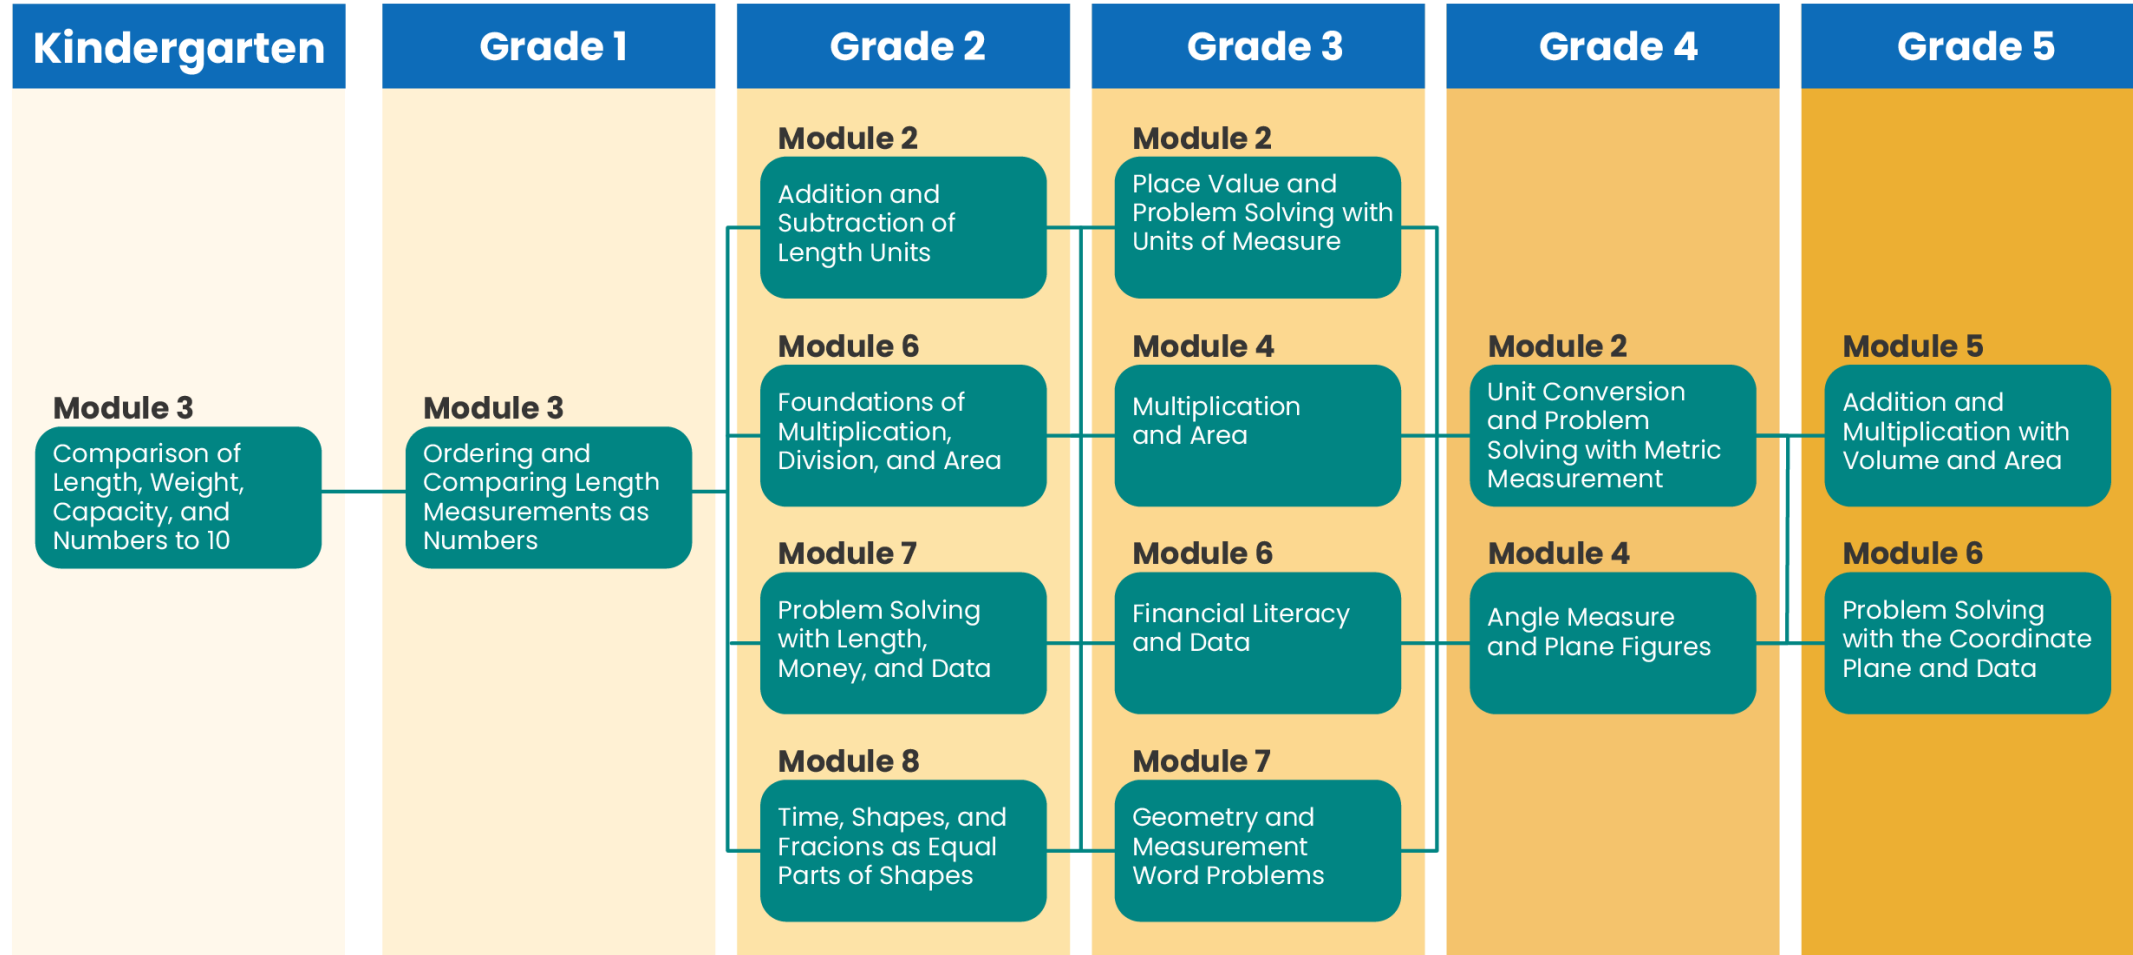 Kindergarten
Grade 1
Grade 2
Grade 3
Grade 4
Grade 5
Module 3
Comparison of
Length, Weight,
Capacity, and
Numbers to 10
Module 3
Ordering and
Comparing Length
Measurements as
Numbers
Module 2
Addition and
Subtraction of
Length Units
Module 6
Foundations of
Multiplication,
Division, and Area
Module 7
Problem Solving
with Length,
Money, and Data
Module 8
Time, Shapes, and
Fracions as Equal
Parts of Shapes
Module 2
Place Value and
Problem Solving with
Units of Measure
Module 4
Multiplication
and Area
Module 6
Financial Literacy
and Data
Module 7
Geometry and
Measurement
Word Problems
Module 2
Unit Conversion
and Problem
Solving with Metric
Measurement
Module 4
Angle Measure
and Plane Figures
Module 5
Addition and
Multiplication with
Volume and Area
Module 6
Problem Solving
with the Coordinate
Plane and Data